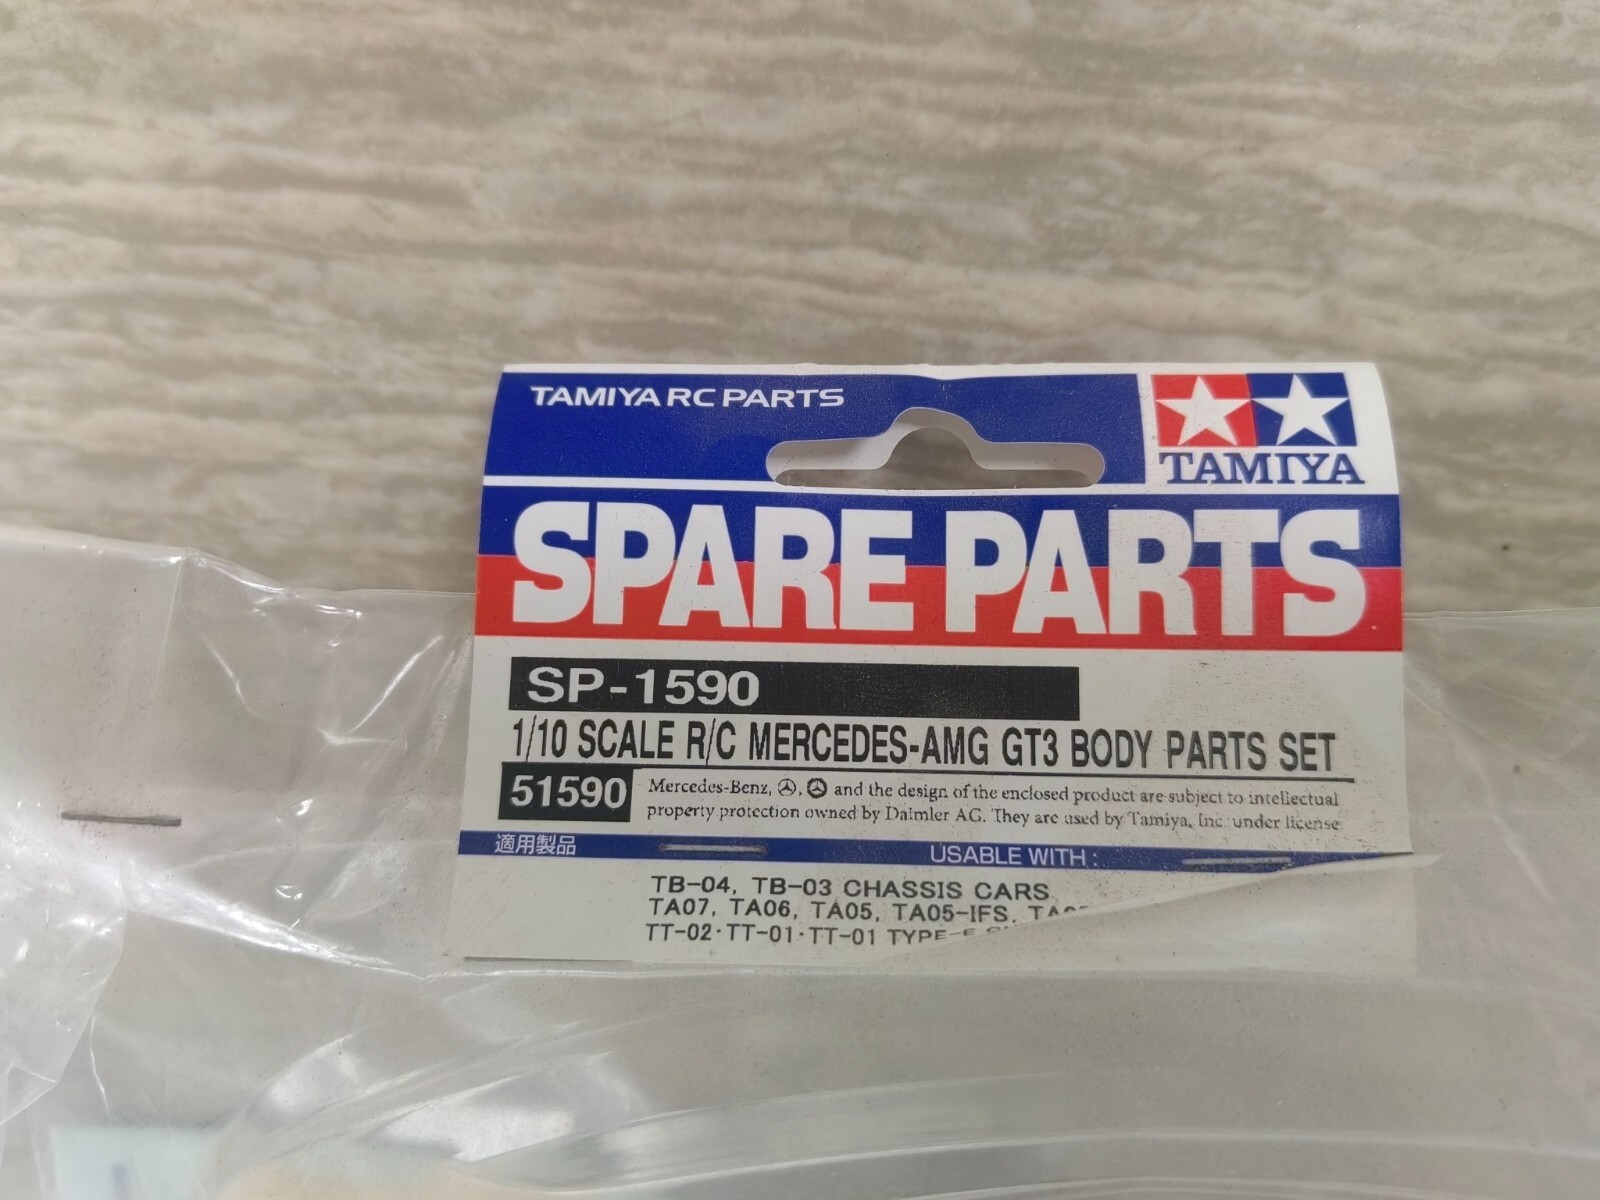 TAMIYA RC PARTS
TAMIYA
SPARE PARTS
SP-1590
1/10 SCALE R/C MERCEDES-AMG GT3 BODY PARTS SET
51590
Mercedes-Benz, and the design of the enclosed product are subject to intellectual
property protection owned by Daimler AG. They are used by Tamiya, Inc. under license
適用製品
USABLE WITH :
TB-04, TB-03 CHASSIS CARS,
TA07, TA06, TA05, TA05-IFS,
TT-02·TT-01·TT-01 TYPE-E